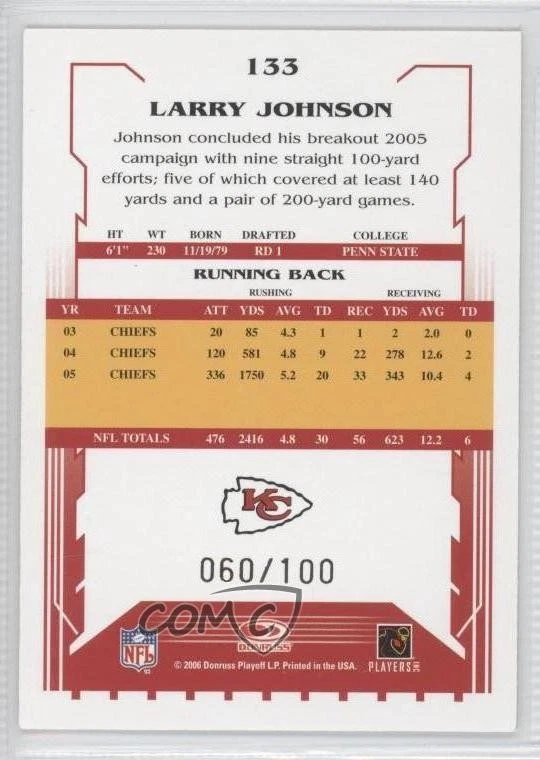 133
LARRY JOHNSON
Johnson concluded his breakout 2005
campaign with nine straight 100-yard
efforts; five of which covered at least 140
yards and a pair of 200-yard games.
HT WT BORN DRAFTED COLLEGE
6'1" 230 11/19/79 RD 1 PENN STATE
RUNNING BACK
RUSHING RECEIVING
YR TEAM ATT YDS AVG TD REC YDS AVG TD
03 CHIEFS 20 85 4.3 1 1 2 2.0 0
04 CHIEFS 120 581 4.8 9 22 278 12.6 2
05 CHIEFS 336 1750 5.2 20 33 343 10.4 4
NFL TOTALS 476 2416 4.8 30 56 623 12.2 6
KC
060/100
COMC
NFL
DONRUSS
PLAYERS INC
© 2006 Donruss Playoff L.P. Printed in the USA.